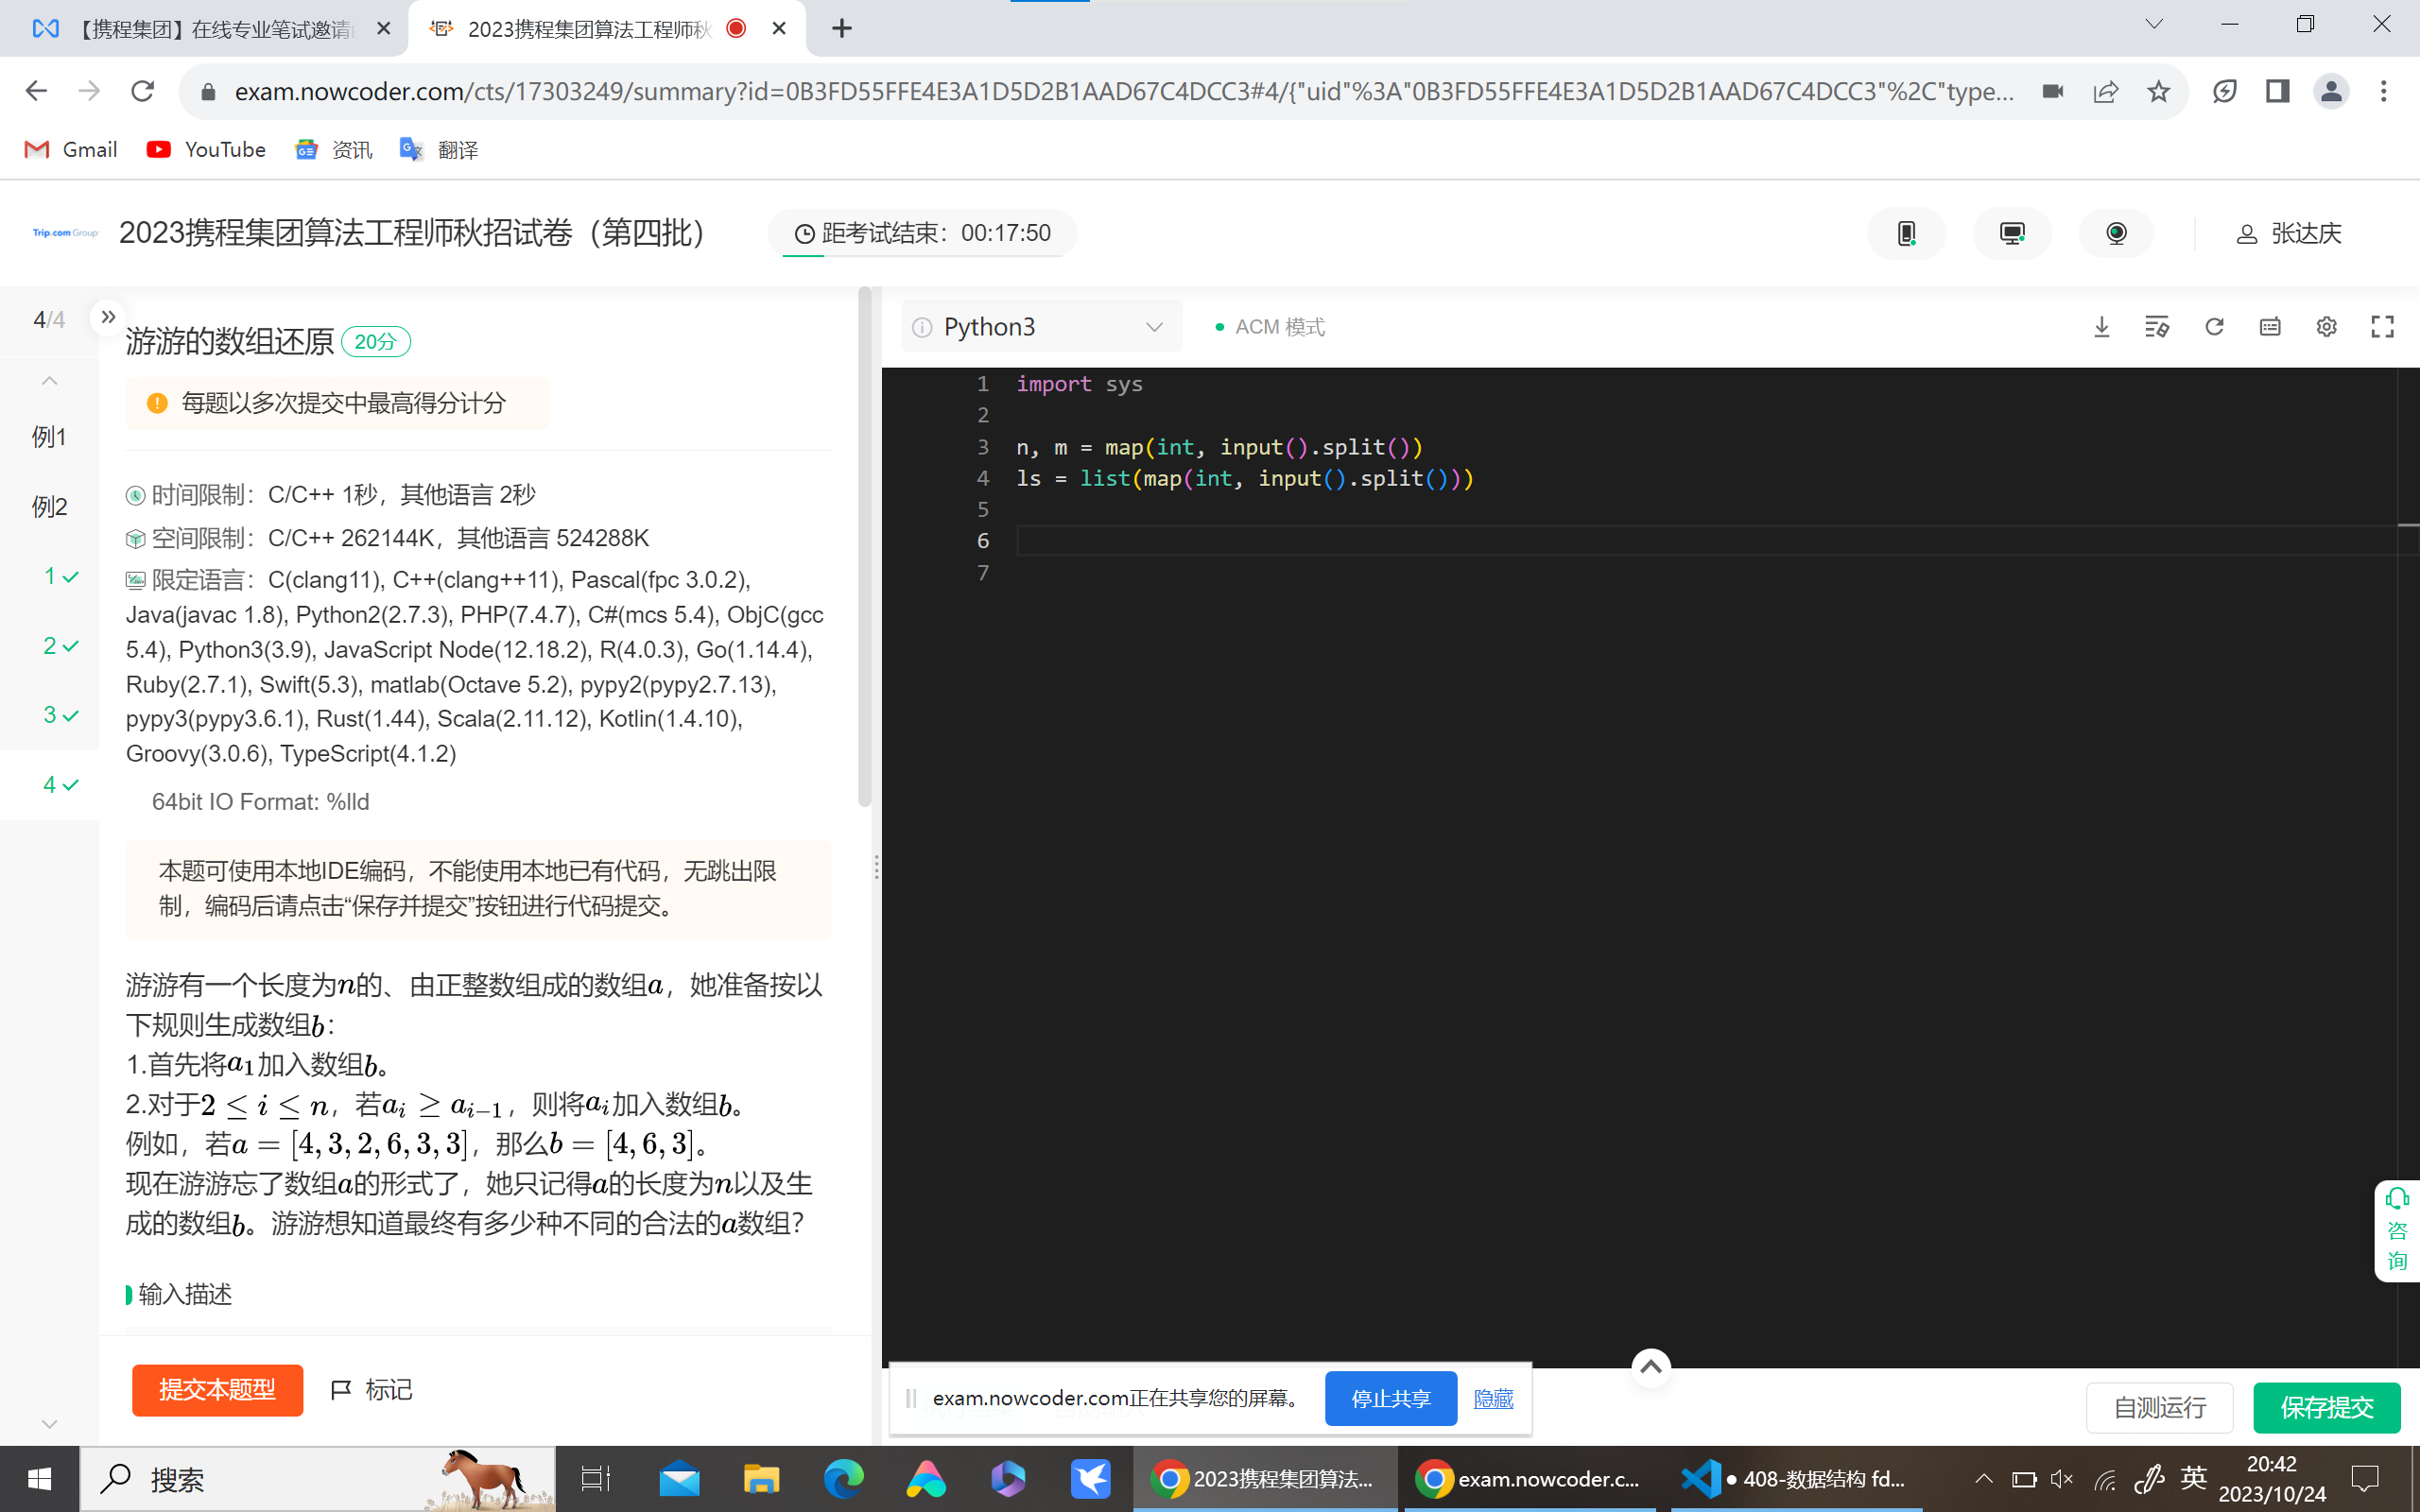 【携程集团】在线专业笔试邀请
2023携程集团算法工程师秋
exam.nowcoder.com/cts/17303249/summary?id=0B3FD55FFE4E3A1D5D2B1AAD67C4DCC3#4/{"uid"%3A"0B3FD55FFE4E3A1D5D2B1AAD67C4DCC3"%2C"type...
Gmail YouTube 资讯 翻译
Trip.com Group 2023携程集团算法工程师秋招试卷（第四批） 距考试结束：00:17:50 张达庆
4/4
例1
例2
1
2
3
4
游游的数组还原 20分
每题以多次提交中最高得分计分
时间限制：C/C++ 1秒，其他语言 2秒
空间限制：C/C++ 262144K，其他语言 524288K
限定语言：C(clang11), C++(clang++11), Pascal(fpc 3.0.2),
Java(javac 1.8), Python2(2.7.3), PHP(7.4.7), C#(mcs 5.4), ObjC(gcc
5.4), Python3(3.9), JavaScript Node(12.18.2), R(4.0.3), Go(1.14.4),
Ruby(2.7.1), Swift(5.3), matlab(Octave 5.2), pypy2(pypy2.7.13),
pypy3(pypy3.6.1), Rust(1.44), Scala(2.11.12), Kotlin(1.4.10),
Groovy(3.0.6), TypeScript(4.1.2)
64bit IO Format: %lld
本题可使用本地IDE编码，不能使用本地已有代码，无跳出限
制，编码后请点击“保存并提交”按钮进行代码提交。
游游有一个长度为n的、由正整数组成的数组a，她准备按以
下规则生成数组b：
1.首先将a₁加入数组b。
2.对于2 ≤ i ≤ n，若aᵢ ≥ aᵢ₋₁，则将aᵢ加入数组b。
例如，若a = [4, 3, 2, 6, 3, 3]，那么b = [4, 6, 3]。
现在游游忘了数组a的形式了，她只记得a的长度为n以及生
成的数组b。游游想知道最终有多少种不同的合法的a数组？
输入描述
提交本题型 标记
Python3 ACM 模式
1 import sys
2
3 n, m = map(int, input().split())
4 ls = list(map(int, input().split()))
5
6
7
咨
询
exam.nowcoder.com正在共享您的屏幕。 停止共享 隐藏
自测运行 保存提交
搜索
2023携程集团算法...
exam.nowcoder.c...
● 408-数据结构 fd...
英
20:42
2023/10/24